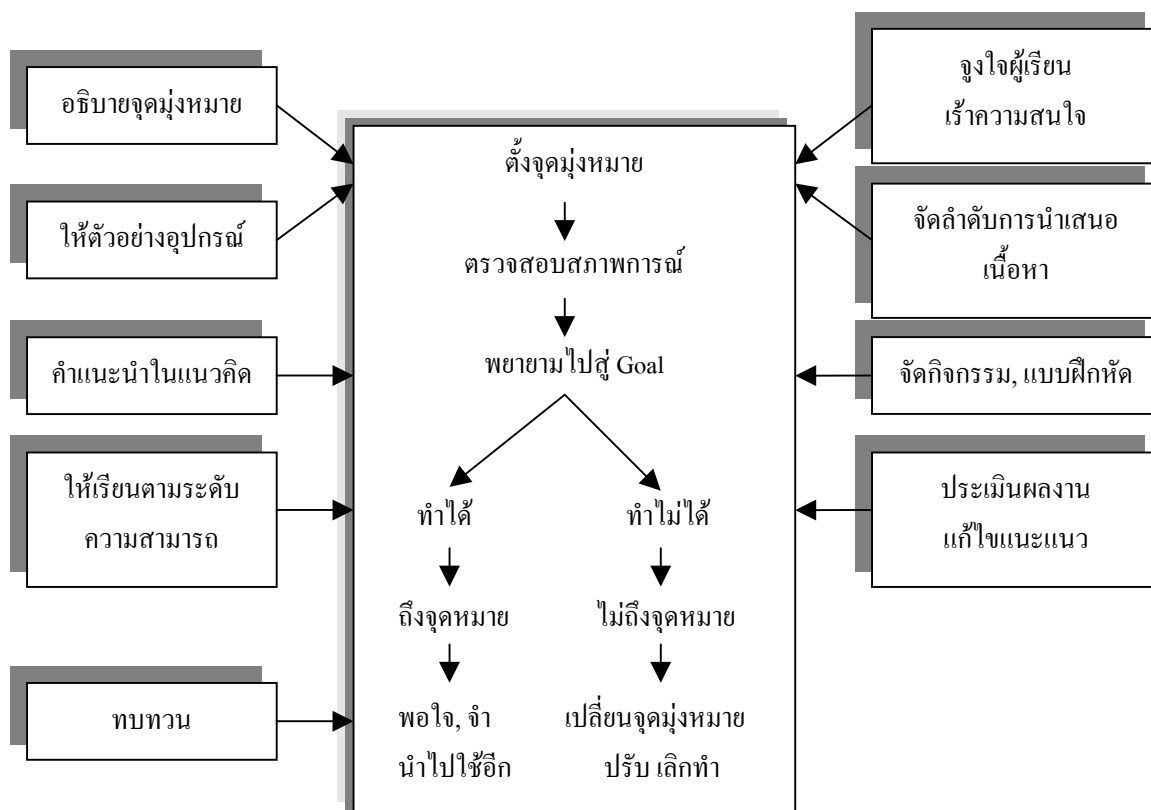 อธิบายจุดมุ่งหมาย
ให้ตัวอย่างอุปกรณ์
คำแนะนำในแนวคิด
ให้เรียนตามระดับ
ความสามารถ
ทบทวน
ตั้งจุดมุ่งหมาย
ตรวจสอบสภาพการณ์
พยายามไปสู่ Goal
ทำได้
ทำไม่ได้
ถึงจุดหมาย
ไม่ถึงจุดหมาย
พอใจ, จำ
นำไปใช้อีก
เปลี่ยนจุดมุ่งหมาย
ปรับ เลิกทำ
จูงใจผู้เรียน
เร้าความสนใจ
จัดลำดับการนำเสนอ
เนื้อหา
จัดกิจกรรม, แบบฝึกหัด
ประเมินผลงาน
แก้ไขแนะแนว